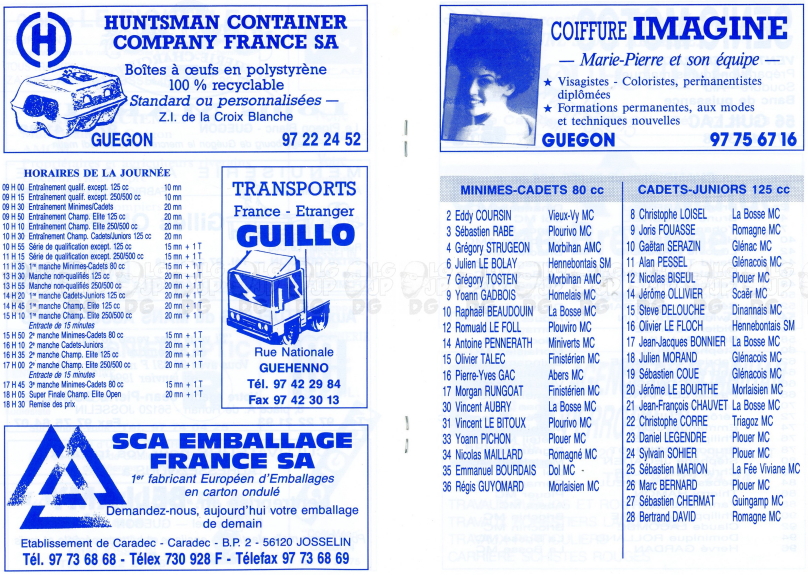 HUNTSMAN CONTAINER
COMPANY FRANCE SA
Boîtes à œufs en polystyrène
100 % recyclable
Standard ou personnalisées —
Z.I. de la Croix Blanche
GUEGON 97 22 24 52
HORAIRES DE LA JOURNÉE
09 H 00 Entraînement qualif. except. 125 cc 10 mn
09 H 15 Entraînement qualif. except. 250/500 cc 10 mn
09 H 30 Entraînement Minimes/Cadets 20 mn
09 H 50 Entraînement Champ. Elite 125 cc 20 mn
10 H 10 Entraînement Champ. Elite 250/500 cc 20 mn
10 H 30 Entraînement Champ. Cadets/Juniors 125 cc 20 mn
10 H 55 Série de qualification except. 125 cc 15 mn + 1 T
11 H 15 Série de qualification except. 250/500 cc 15 mn + 1 T
11 H 35 1re manche Minimes-Cadets 80 cc 15 mn + 1 T
13 H 30 Manche non-qualifiés 125 cc 20 mn + 1 T
13 H 55 Manche non-qualifiés 250/500 cc 20 mn + 1 T
14 H 20 1re manche Cadets-Juniors 125 cc 20 mn + 1 T
14 H 45 1re manche Champ. Elite 125 cc 20 mn + 1 T
15 H 10 1re manche Champ. Elite 250/500 cc 20 mn + 1 T
Entracte de 15 minutes
15 H 50 2e manche Minimes-Cadets 80 cc 15 mn + 1 T
16 H 10 2e manche Cadets-Juniors 20 mn + 1 T
16 H 35 2e manche Champ. Elite 125 cc 20 mn + 1 T
17 H 00 2e manche Champ. Elite 250/500 cc 20 mn + 1 T
Entracte de 15 minutes
17 H 45 3e manche Minimes-Cadets 80 cc 15 mn + 1 T
18 H 05 Super Finale Champ. Elite Open 20 mn + 1 T
18 H 30 Remise des prix
TRANSPORTS
France - Etranger
GUILLO
Rue Nationale
GUEHENNO
Tél. 97 42 29 84
Fax 97 42 30 13
SCA EMBALLAGE
FRANCE SA
1er fabricant Européen d'Emballages
en carton ondulé
Demandez-nous, aujourd'hui votre emballage
de demain
Etablissement de Caradec - Caradec - B.P. 2 - 56120 JOSSELIN
Tél. 97 73 68 68 - Télex 730 928 F - Télefax 97 73 68 69
COIFFURE IMAGINE
— Marie-Pierre et son équipe —
★ Visagistes - Coloristes, permanentistes
diplômées
★ Formations permanentes, aux modes
et techniques nouvelles
GUEGON 97 75 67 16
MINIMES-CADETS 80 cc
2 Eddy COURSIN Vieux-Vy MC
3 Sébastien RABE Plourivo MC
4 Grégory STRUGEON Morbihan AMC
6 Julien LE BOLAY Hennebontais SM
7 Grégory TOSTEN Morbihan AMC
9 Yoann GADBOIS Homelais MC
10 Raphaël BEAUDOUIN La Bosse MC
12 Romuald LE FOLL Plouviro MC
14 Antoine PENNERATH Miniverts MC
15 Olivier TALEC Finistérien MC
16 Pierre-Yves GAC Abers MC
17 Morgan RUNGOAT Finistérien MC
30 Vincent AUBRY La Bosse MC
31 Vincent LE BITOUX Plourivo MC
33 Yoann PICHON Plouer MC
34 Nicolas MAILLARD Romagné MC
35 Emmanuel BOURDAIS Dol MC -
36 Régis GUYOMARD Morlaisien MC
CADETS-JUNIORS 125 cc
8 Christophe LOISEL La Bosse MC
9 Joris FOUASSE Romagne MC
10 Gaëtan SERAZIN Glénac MC
11 Alan PESSEL Glénacois MC
12 Nicolas BISEUL Plouer MC
14 Jérôme OLLIVIER Scaër MC
15 Steve DELOUCHE Dinannais MC
16 Olivier LE FLOCH Hennebontais SM
17 Jean-Jacques BONNIER La Bosse MC
18 Julien MORAND Glénacois MC
19 Sébastien COUE Glénacois MC
20 Jérôme LE BOURTHE Morlaisien MC
21 Jean-François CHAUVET La Bosse MC
22 Christophe CORRE Triagoz MC
23 Daniel LEGENDRE Plouer MC
24 Sylvain SOHIER Plouer MC
25 Sébastien MARION La Fée Viviane MC
26 Marc BERNARD Plouer MC
27 Sébastien CHERMAT Guingamp MC
28 Bertrand DAVID Romagne MC